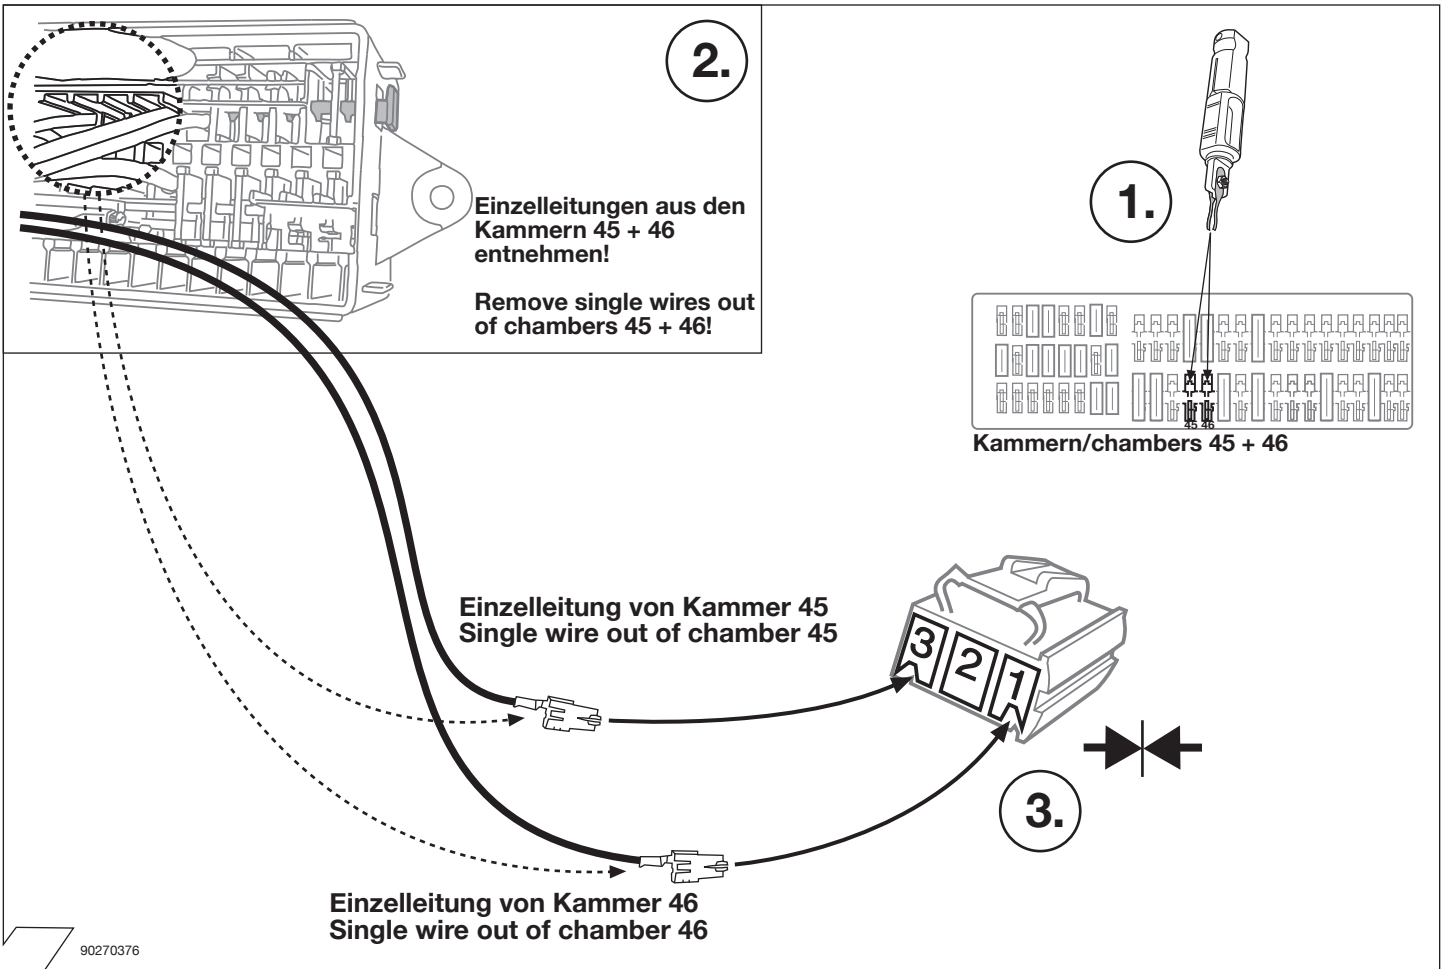 2.
Einzelleitungen aus den
Kammern 45 + 46
entnehmen!
Remove single wires out
of chambers 45 + 46!
1.
45 46
Kammern/chambers 45 + 46
Einzelleitung von Kammer 45
Single wire out of chamber 45
3 2 1
3.
Einzelleitung von Kammer 46
Single wire out of chamber 46
90270376